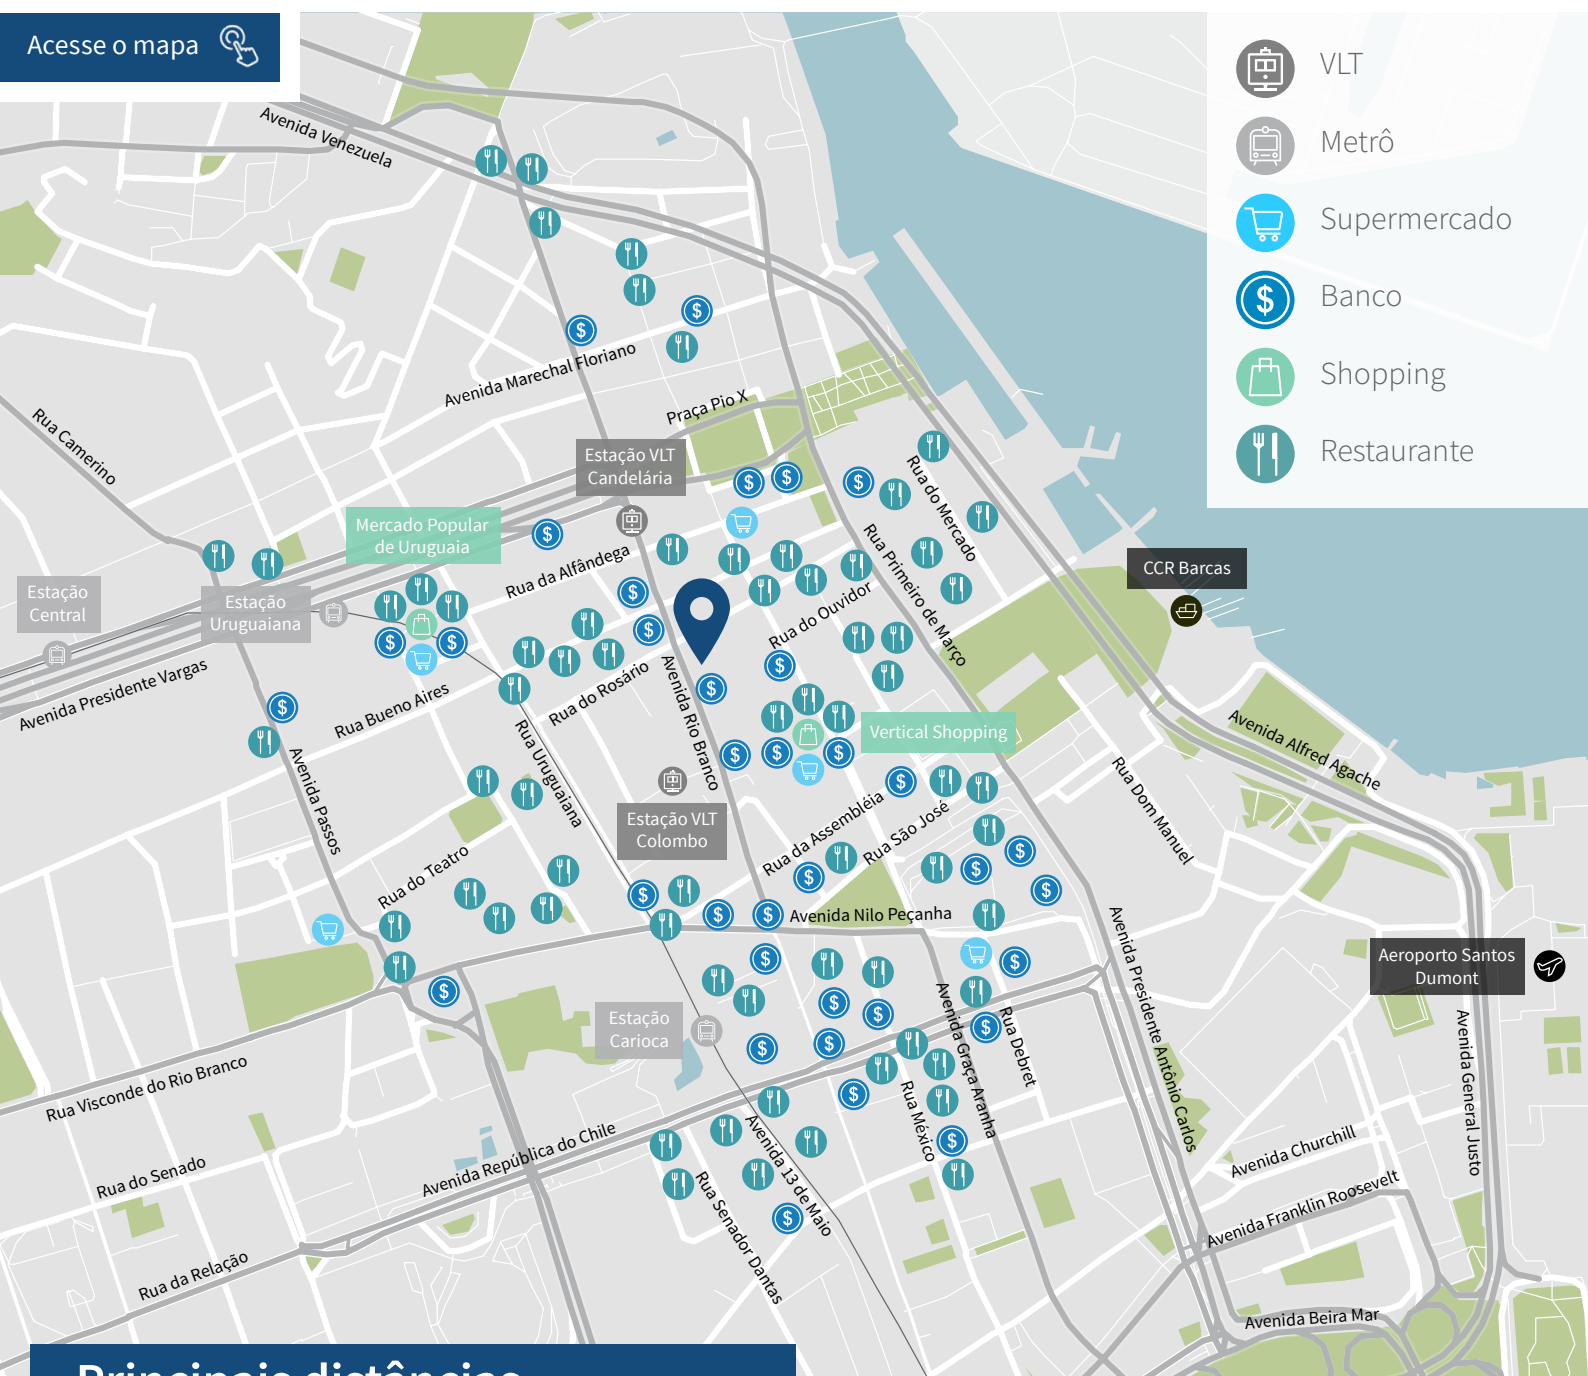 Acesse o mapa
VLT
Metrô
Supermercado
Banco
Shopping
Restaurante
Avenida Venezuela
Avenida Marechal Floriano
Praça Pio X
Rua Camerino
Estação VLT
Candelária
Mercado Popular
de Uruguaia
Rua da Alfândega
Rua do Mercado
Rua Primeiro de Março
CCR Barcas
Estação
Central
Estação
Uruguaiana
Rua do Ouvidor
Avenida Presidente Vargas
Rua Bueno Aires
Rua do Rosário
Avenida Rio Branco
Rua Uruguaiana
Vertical Shopping
Avenida Alfred Agache
Avenida Passos
Rua Dom Manuel
Estação VLT
Colombo
Rua da Assembléia
Rua São José
Rua do Teatro
Avenida Nilo Peçanha
Avenida Presidente Antônio Carlos
Aeroporto Santos
Dumont
Estação
Carioca
Avenida Graça Aranha
Rua Debret
Avenida General Justo
Rua Visconde do Rio Branco
Rua México
Avenida República do Chile
Avenida 13 de Maio
Avenida Churchill
Rua do Senado
Rua Senador Dantas
Avenida Franklin Roosevelt
Rua da Relação
Avenida Beira Mar
Principais distâncias